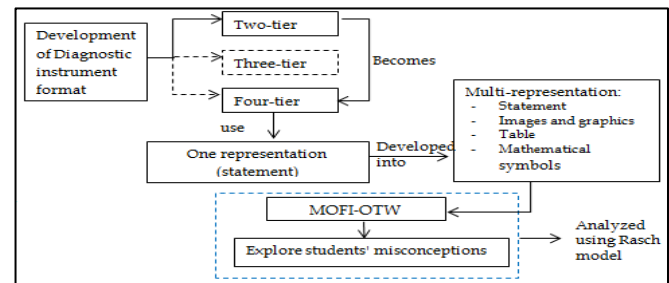 Development
of Diagnostic
instrument
format
Two-tier
Three-tier
Four-tier
Becomes
use
One representation
(statement)
Developed
into
Multi-representation:
- Statement
- Images and graphics
- Table
- Mathematical
symbols
MOFI-OTW
Explore students' misconceptions
Analyzed
using Rasch
model